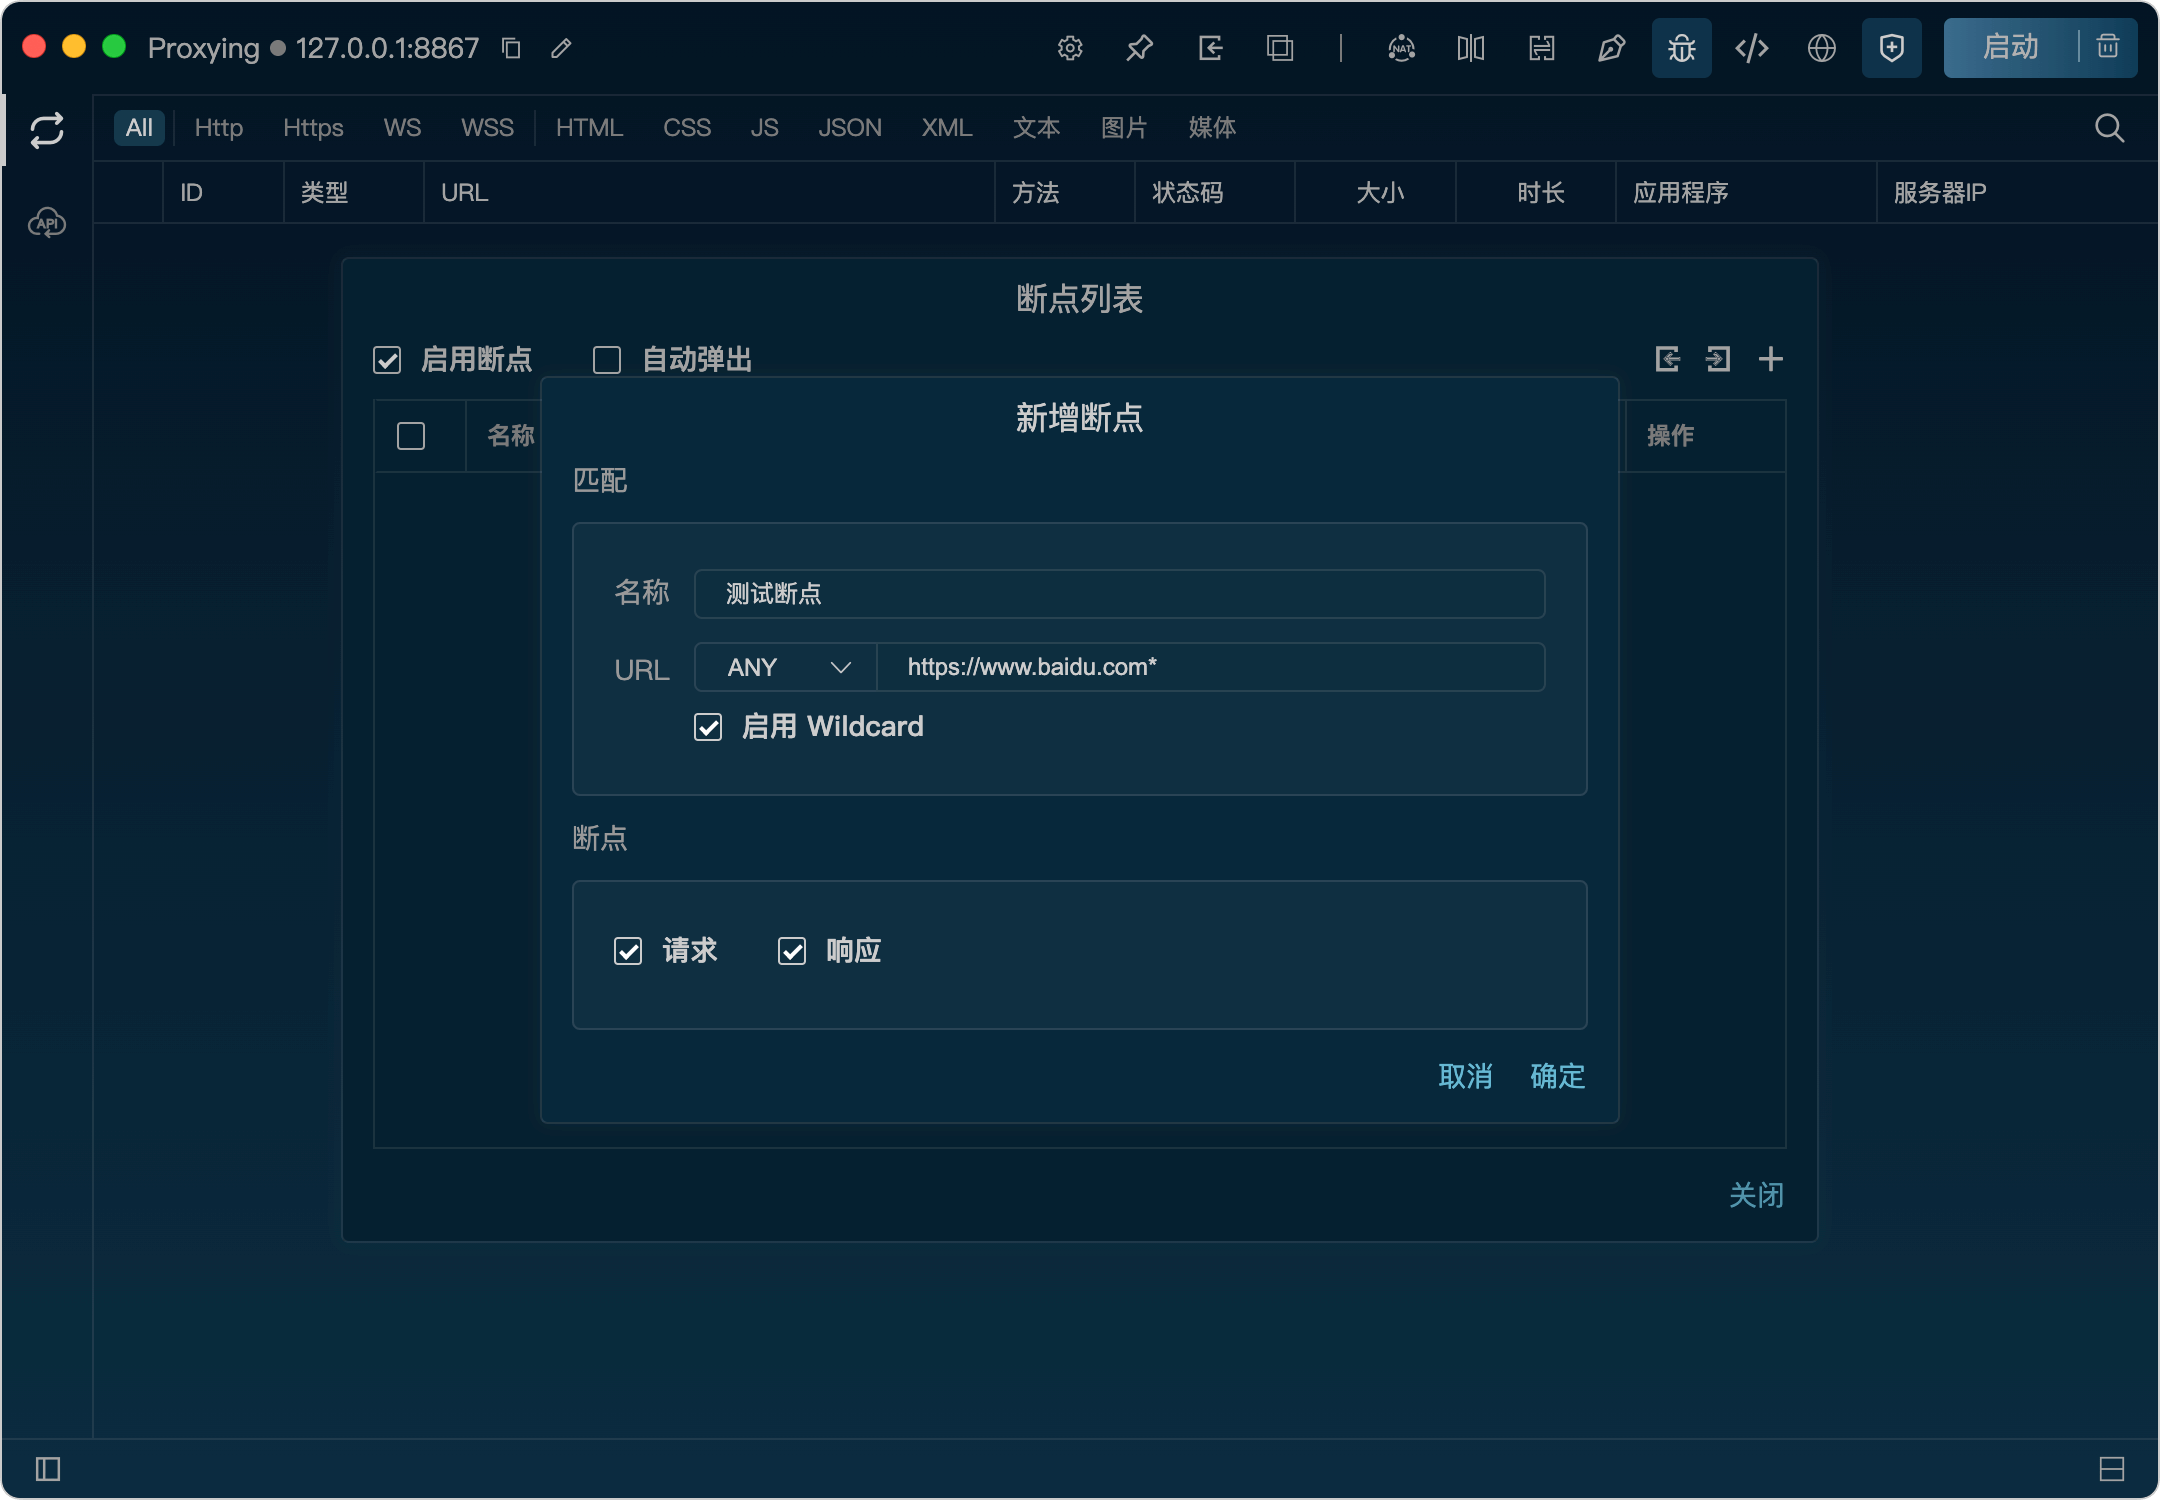 Proxying 127.0.0.1:8867
NAT
启动
All Http Https WS WSS HTML CSS JS JSON XML 文本 图片 媒体
API
ID 类型 URL 方法 状态码 大小 时长 应用程序 服务器IP
断点列表
启用断点 自动弹出
名称 操作
新增断点
匹配
名称 测试断点
URL ANY https://www.baidu.com*
启用 Wildcard
断点
请求 响应
取消 确定
关闭